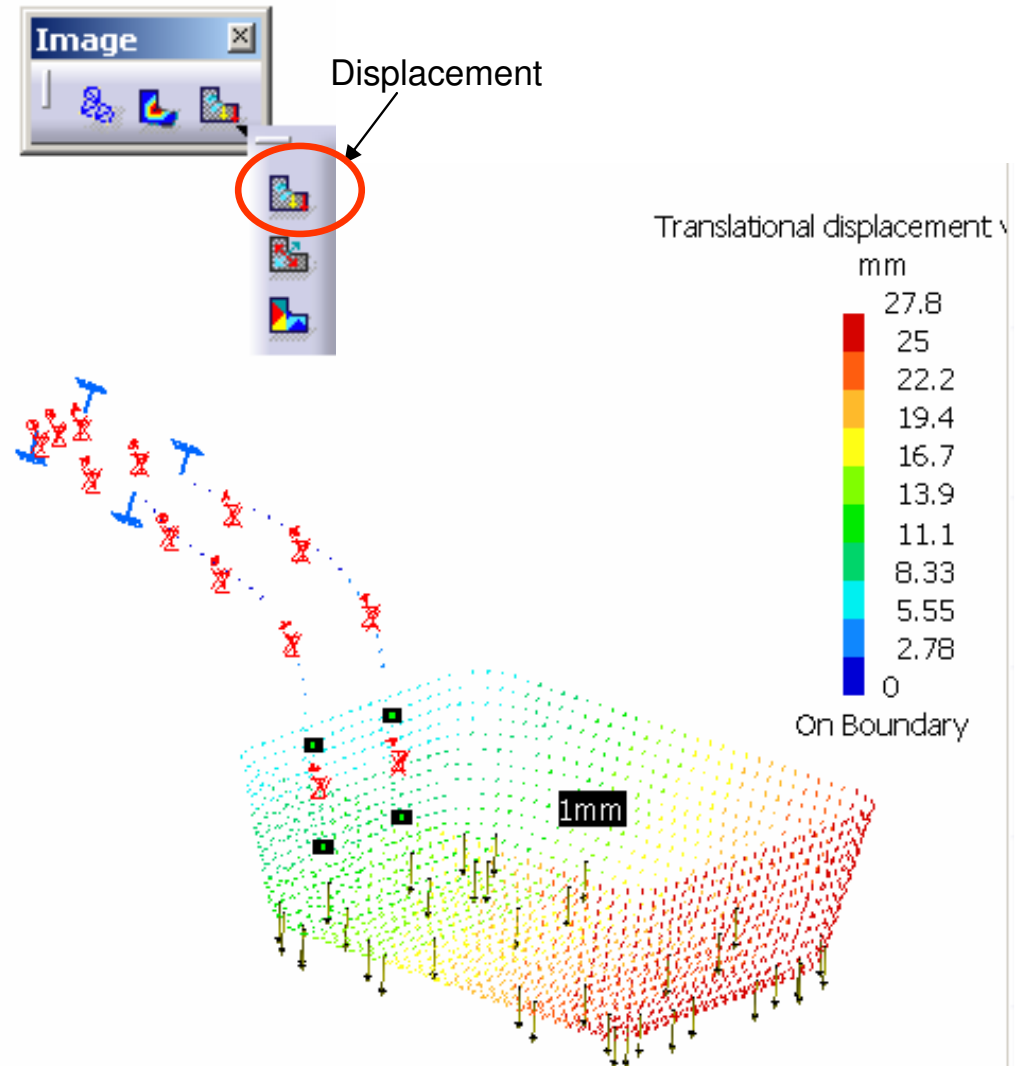 Image
Displacement
Translational displacement
mm
27.8
25
22.2
19.4
16.7
13.9
11.1
8.33
5.55
2.78
0
On Boundary
1mm